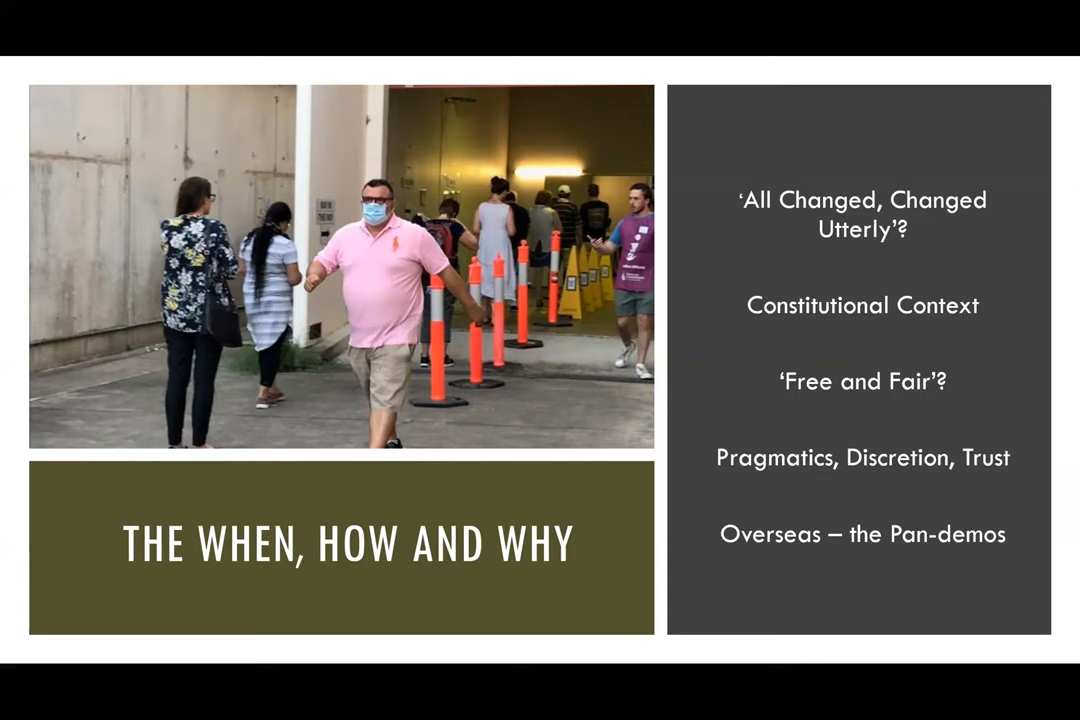 THE WHEN, HOW AND WHY
‘All Changed, Changed
Utterly’?
Constitutional Context
‘Free and Fair’?
Pragmatics, Discretion, Trust
Overseas – the Pan-demos